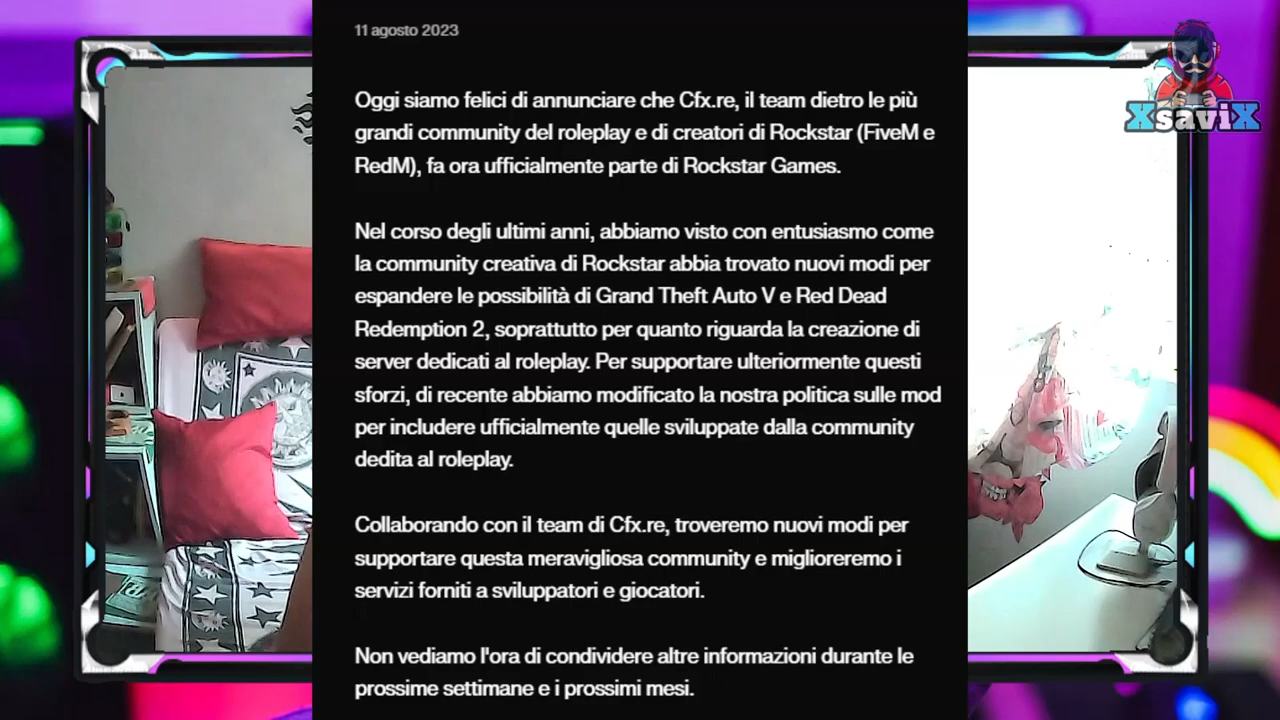 11 agosto 2023
XsaviX
Oggi siamo felici di annunciare che Cfx.re, il team dietro le più
grandi community del roleplay e di creatori di Rockstar (FiveM e
RedM), fa ora ufficialmente parte di Rockstar Games.
Nel corso degli ultimi anni, abbiamo visto con entusiasmo come
la community creativa di Rockstar abbia trovato nuovi modi per
espandere le possibilità di Grand Theft Auto V e Red Dead
Redemption 2, soprattutto per quanto riguarda la creazione di
server dedicati al roleplay. Per supportare ulteriormente questi
sforzi, di recente abbiamo modificato la nostra politica sulle mod
per includere ufficialmente quelle sviluppate dalla community
dedita al roleplay.
Collaborando con il team di Cfx.re, troveremo nuovi modi per
supportare questa meravigliosa community e miglioreremo i
servizi forniti a sviluppatori e giocatori.
Non vediamo l'ora di condividere altre informazioni durante le
prossime settimane e i prossimi mesi.